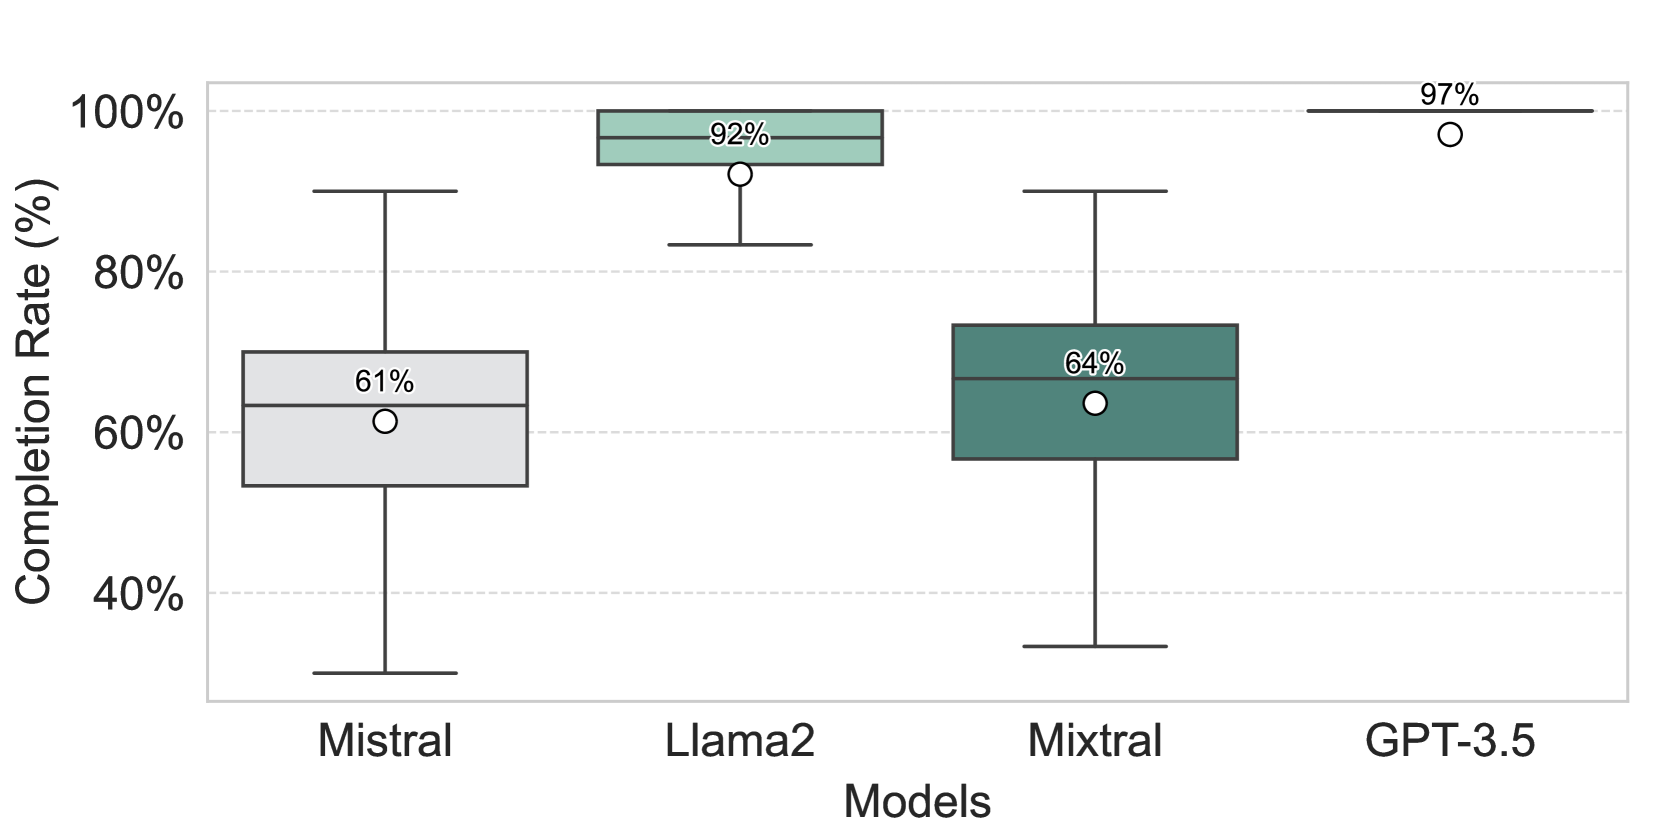 Completion Rate (%)
100%
80%
60%
40%
61%
92%
64%
97%
Mistral
Llama2
Mixtral
GPT-3.5
Models